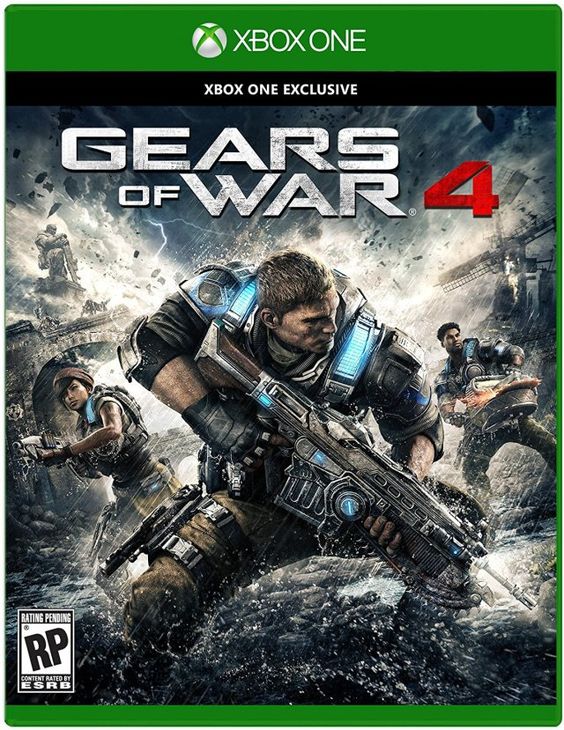 XBOX ONE
XBOX ONE EXCLUSIVE
GEARS
OF WAR® 4
RATING PENDING
RP
®
CONTENT RATED BY
ESRB